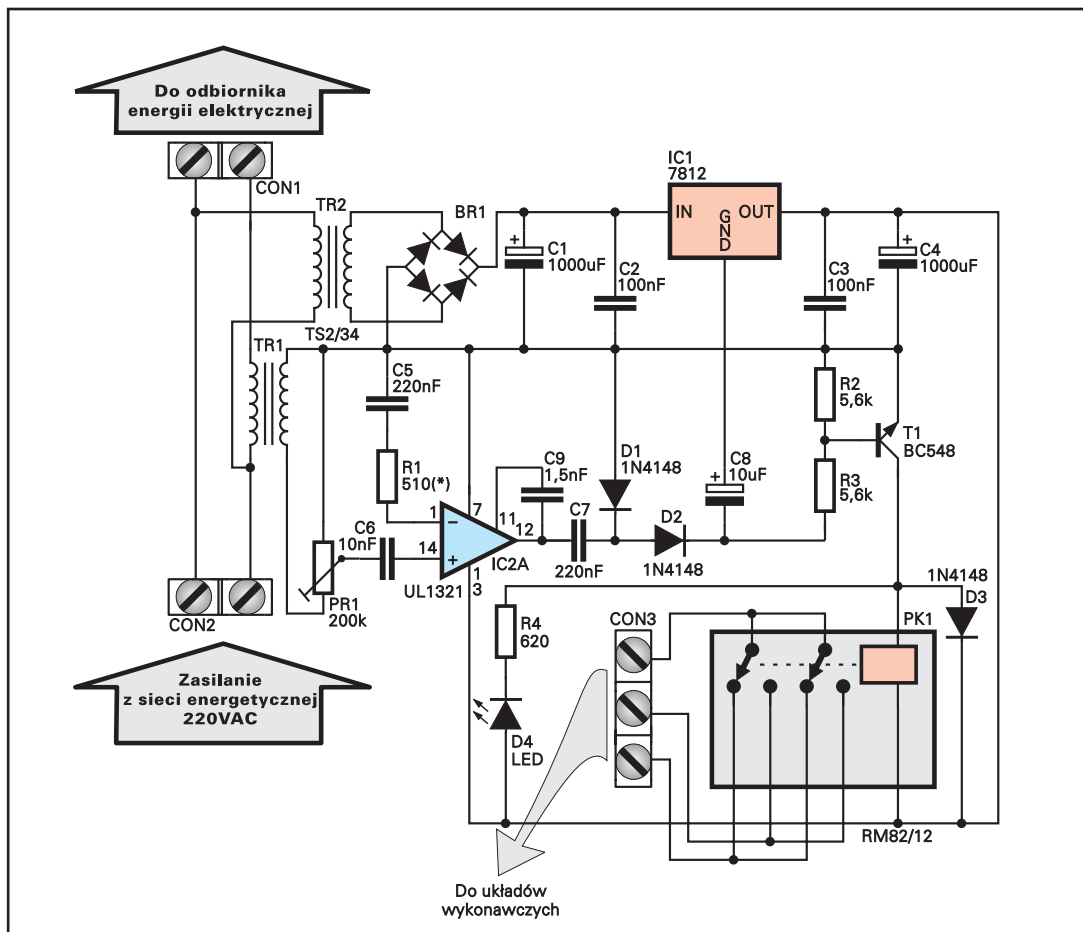 Do odbiornika
energii elektrycznej
CON1
TR2
BR1
IC1
7812
IN
GND
OUT
C1
1000uF
C2
100nF
C3
100nF
C4
1000uF
TS2/34
TR1
C5
220nF
R1
510(*)
C9
1,5nF
D1
1N4148
C8
10uF
R2
5,6k
T1
BC548
R3
5,6k
C6
10nF
1
7
11
12
14
1
3
IC2A
UL1321
C7
220nF
D2
1N4148
PR1
200k
CON2
R4
620
CON3
1N4148
D3
PK1
Zasilanie
z sieci energetycznej
220VAC
D4
LED
RM82/12
Do układów
wykonawczych
+
+
+
−
+